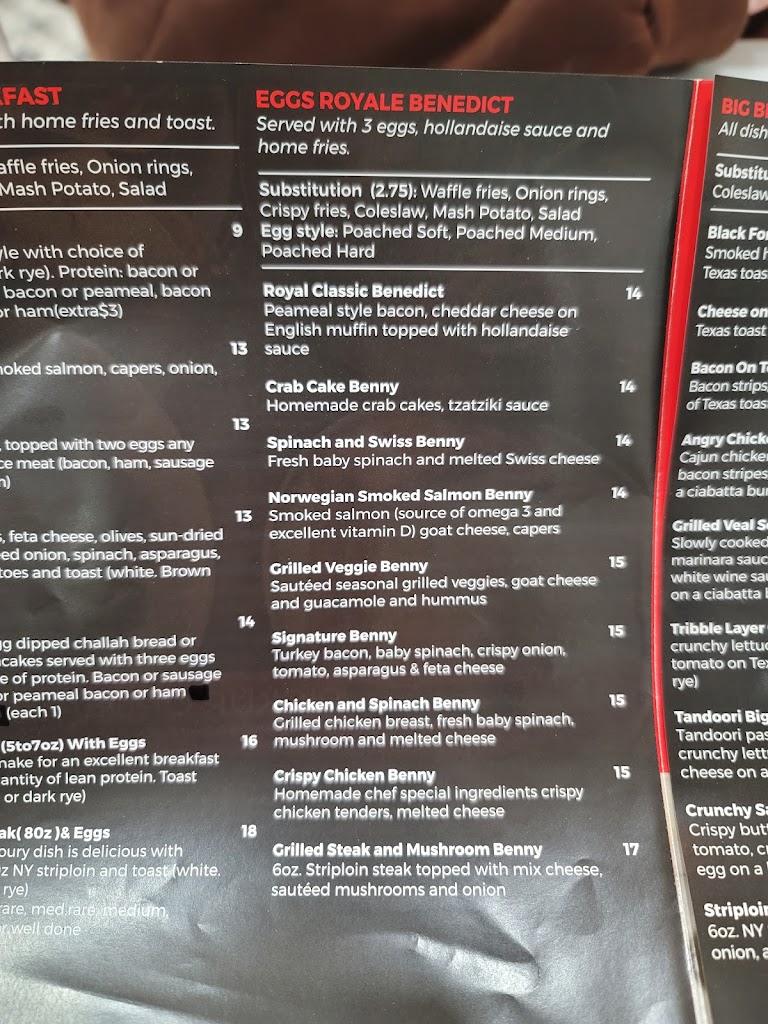 FAST
th home fries and toast.
affle fries, Onion rings,
Mash Potato, Salad
9
yle with choice of
rk rye). Protein: bacon or
bacon or peameal, bacon
or ham(extra$3)
13
noked salmon, capers, onion,
13
, topped with two eggs any
ce meat (bacon, ham, sausage
13
s, feta cheese, olives, sun-dried
ed onion, spinach, asparagus,
toes and toast (white. Brown
14
gg dipped challah bread or
ncakes served with three eggs
e of protein. Bacon or sausage
or peameal bacon or ham
(each 1)
(5to7oz) With Eggs 16
make for an excellent breakfast
antity of lean protein. Toast
or dark rye)
ak( 8oz )& Eggs 18
oury dish is delicious with
z NY striploin and toast (white.
rye)
rare, med.rare, medium,
r.well done
EGGS ROYALE BENEDICT
Served with 3 eggs, hollandaise sauce and
home fries.
Substitution (2.75): Waffle fries, Onion rings,
Crispy fries, Coleslaw, Mash Potato, Salad
Egg style: Poached Soft, Poached Medium,
Poached Hard
Royal Classic Benedict 14
Peameal style bacon, cheddar cheese on
English muffin topped with hollandaise
sauce
Crab Cake Benny 14
Homemade crab cakes, tzatziki sauce
Spinach and Swiss Benny 14
Fresh baby spinach and melted Swiss cheese
Norwegian Smoked Salmon Benny 14
Smoked salmon (source of omega 3 and
excellent vitamin D) goat cheese, capers
Grilled Veggie Benny 15
Sautéed seasonal grilled veggies, goat cheese
and guacamole and hummus
Signature Benny 15
Turkey bacon, baby spinach, crispy onion,
tomato, asparagus & feta cheese
Chicken and Spinach Benny 15
Grilled chicken breast, fresh baby spinach,
mushroom and melted cheese
Crispy Chicken Benny 15
Homemade chef special ingredients crispy
chicken tenders, melted cheese
Grilled Steak and Mushroom Benny 17
6oz. Striploin steak topped with mix cheese,
sautéed mushrooms and onion
BIG B
All dish
Substitu
Coleslaw
Black Fo
Smoked h
Texas toas
Cheese on
Texas toast
Bacon On T
Bacon strips,
of Texas toas
Angry Chick
Cajun chicke
bacon stripes
a ciabatta bu
Grilled Veal S
Slowly cooked
marinara sauc
white wine sau
on a ciabatta b
Tribble Layer
crunchy lettuc
tomato on Tex
rye)
Tandoori Big
Tandoori pas
crunchy lettu
cheese on a
Crunchy Sa
Crispy butt
tomato, cr
egg on a
Striploin
6oz. NY
onion, a